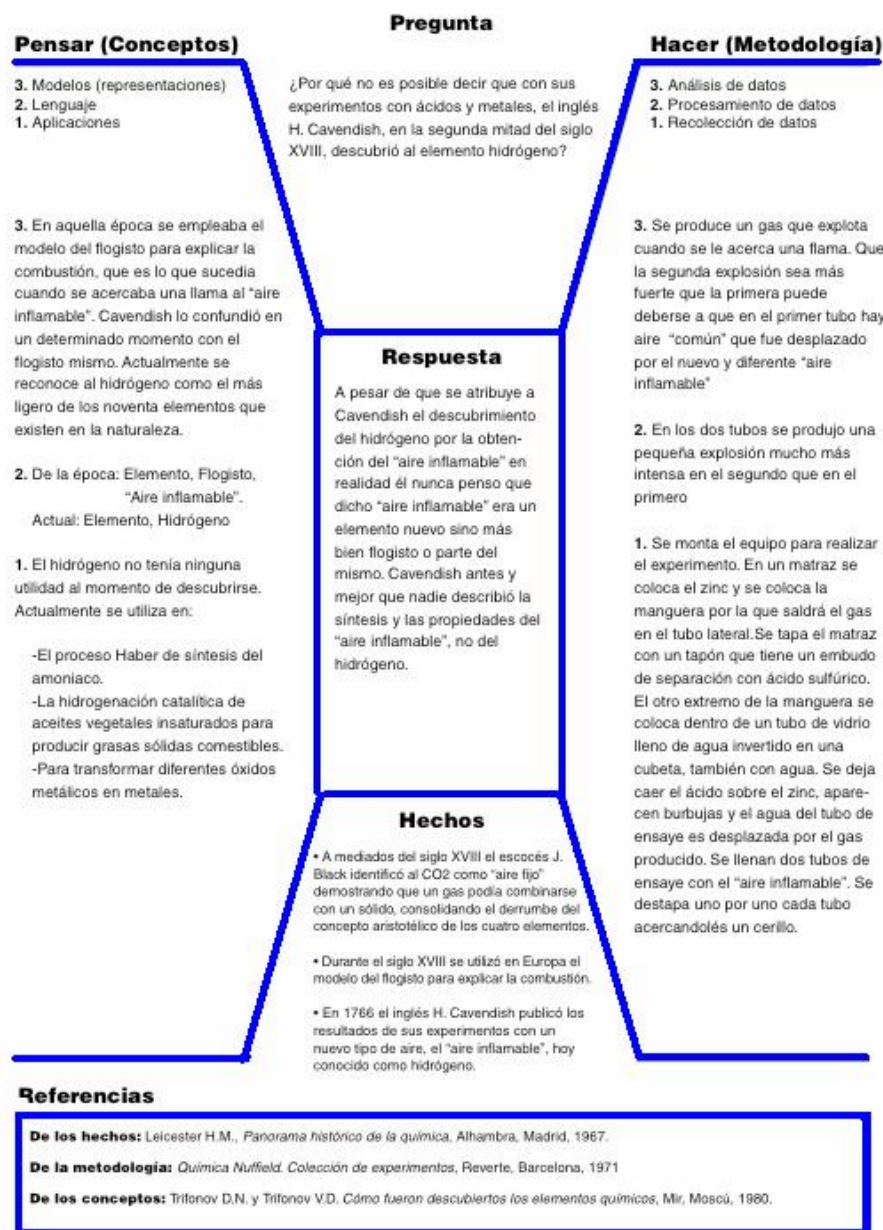 Pregunta
Pensar (Conceptos)
3. Modelos (representaciones)
2. Lenguaje
1. Aplicaciones
3. En aquella época se empleaba el
modelo del flogisto para explicar la
combustión, que es lo que sucedia
cuando se acercaba una llama al “aire
inflamable”. Cavendish lo confundió en
un determinado momento con el
flogisto mismo. Actualmente se
reconoce al hidrógeno como el más
ligero de los noventa elementos que
existen en la naturaleza.
2. De la época: Elemento, Flogisto,
“Aire inflamable”.
Actual: Elemento, Hidrógeno
1. El hidrógeno no tenía ninguna
utilidad al momento de descubrirse.
Actualmente se utiliza en:
-El proceso Haber de síntesis del
amoniaco.
-La hidrogenación catalítica de
aceites vegetales insaturados para
producir grasas sólidas comestibles.
-Para transformar diferentes óxidos
metálicos en metales.
¿Por qué no es posible decir que con sus
experimentos con ácidos y metales, el inglés
H. Cavendish, en la segunda mitad del siglo
XVIII, descubrió al elemento hidrógeno?
Respuesta
A pesar de que se atribuye a
Cavendish el descubrimiento
del hidrógeno por la obten-
ción del “aire inflamable” en
realidad él nunca penso que
dicho “aire inflamable” era un
elemento nuevo sino más
bien flogisto o parte del
mismo. Cavendish antes y
mejor que nadie describió la
síntesis y las propiedades del
“aire inflamable”, no del
hidrógeno.
Hechos
• A mediados del siglo XVIII el escocés J.
Black identificó al CO2 como “aire fijo”
demostrando que un gas podía combinarse
con un sólido, consolidando el derrumbe del
concepto aristotélico de los cuatro elementos.
• Durante el siglo XVIII se utilizó en Europa el
modelo del flogisto para explicar la combustión.
• En 1766 el inglés H. Cavendish publicó los
resultados de sus experimentos con un
nuevo tipo de aire, el “aire inflamable”, hoy
conocido como hidrógeno.
Hacer (Metodología)
3. Análisis de datos
2. Procesamiento de datos
1. Recolección de datos
3. Se produce un gas que explota
cuando se le acerca una flama. Que
la segunda explosión sea más
fuerte que la primera puede
deberse a que en el primer tubo hay
aire “común” que fue desplazado
por el nuevo y diferente “aire
inflamable”
2. En los dos tubos se produjo una
pequeña explosión mucho más
intensa en el segundo que en el
primero
1. Se monta el equipo para realizar
el experimento. En un matraz se
coloca el zinc y se coloca la
manguera por la que saldrá el gas
en el tubo lateral.Se tapa el matraz
con un tapón que tiene un embudo
de separación con ácido sulfúrico.
El otro extremo de la manguera se
coloca dentro de un tubo de vidrio
lleno de agua invertido en una
cubeta, también con agua. Se deja
caer el ácido sobre el zinc, apare-
cen burbujas y el agua del tubo de
ensaye es desplazada por el gas
producido. Se llenan dos tubos de
ensaye con el “aire inflamable”. Se
destapa uno por uno cada tubo
acercandolés un cerillo.
Referencias
De los hechos: Leicester H.M., Panorama histórico de la química, Alhambra, Madrid, 1967.
De la metodología: Química Nuffield. Colección de experimentos, Reverte, Barcelona, 1971
De los conceptos: Trifonov D.N. y Trifonov V.D. Cómo fueron descubiertos los elementos químicos, Mir, Moscú, 1980.